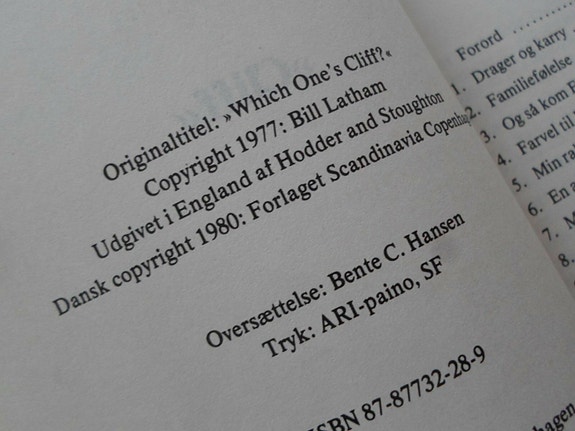 Originaltitel: »Which One's Cliff?«
Copyright 1977: Bill Latham
Udgivet i England af Hodder and Stoughton
Dansk copyright 1980: Forlaget Scandinavia
Oversættelse: Bente C. Hansen
Tryk: ARI-paino, SF
ISBN 87-87732-28-9
Forord
1. Drager og karry
2. Familiefølelse
3. Og så kom
4. Farvel til
5. Min
6. En
7.
8.